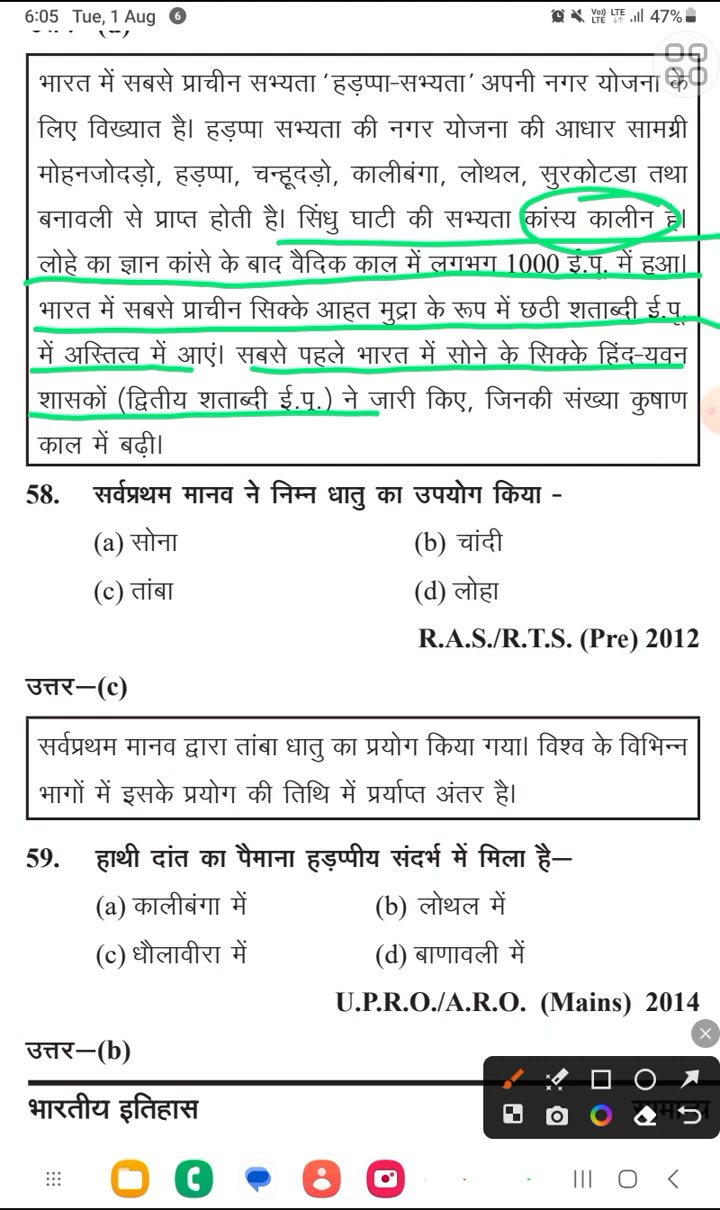 6:05 Tue, 1 Aug 6
Vo) LTE 47%
LTE
भारत में सबसे प्राचीन सभ्यता ‘हड़प्पा-सभ्यता’ अपनी नगर योजना के
लिए विख्यात है। हड़प्पा सभ्यता की नगर योजना की आधार सामग्री
मोहनजोदड़ो, हड़प्पा, चन्हूदड़ो, कालीबंगा, लोथल, सुरकोटडा तथा
बनावली से प्राप्त होती है। सिंधु घाटी की सभ्यता कांस्य कालीन है।
लोहे का ज्ञान कांसे के बाद वैदिक काल में लगभग 1000 ई.पू. में हुआ।
भारत में सबसे प्राचीन सिक्के आहत मुद्रा के रूप में छठी शताब्दी ई.पू.
में अस्तित्व में आएं। सबसे पहले भारत में सोने के सिक्के हिंद-यवन
शासकों (द्वितीय शताब्दी ई.पू.) ने जारी किए, जिनकी संख्या कुषाण
काल में बढ़ी।
58. सर्वप्रथम मानव ने निम्न धातु का उपयोग किया -
(a) सोना (b) चांदी
(c) तांबा (d) लोहा
R.A.S./R.T.S. (Pre) 2012
उत्तर—(c)
सर्वप्रथम मानव द्वारा तांबा धातु का प्रयोग किया गया। विश्व के विभिन्न
भागों में इसके प्रयोग की तिथि में प्रर्याप्त अंतर है।
59. हाथी दांत का पैमाना हड़प्पीय संदर्भ में मिला है—
(a) कालीबंगा में (b) लोथल में
(c) धौलावीरा में (d) बाणावली में
U.P.R.O./A.R.O. (Mains) 2014
उत्तर—(b)
भारतीय इतिहास